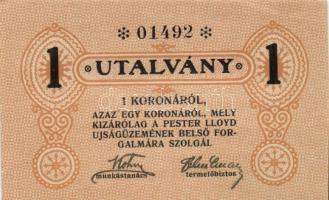 * 01492 *
1 UTALVÁNY 1
1 KORONÁRÓL,
AZAZ EGY KORONÁRÓL, MELY
KIZÁRÓLAG A PESTER LLOYD
UJSÁGÜZEMÉNEK BELSŐ FOR-
GALMÁRA SZOLGÁL
munkástanács termelőbiztos